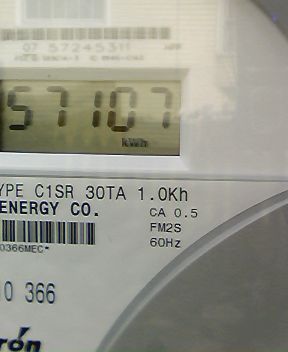 07 57245311
57107
kWh
YPE C1SR 30TA 1.0Kh
ENERGY CO.
CA 0.5
FM2S
60Hz
0366MEC*
10 366
ron